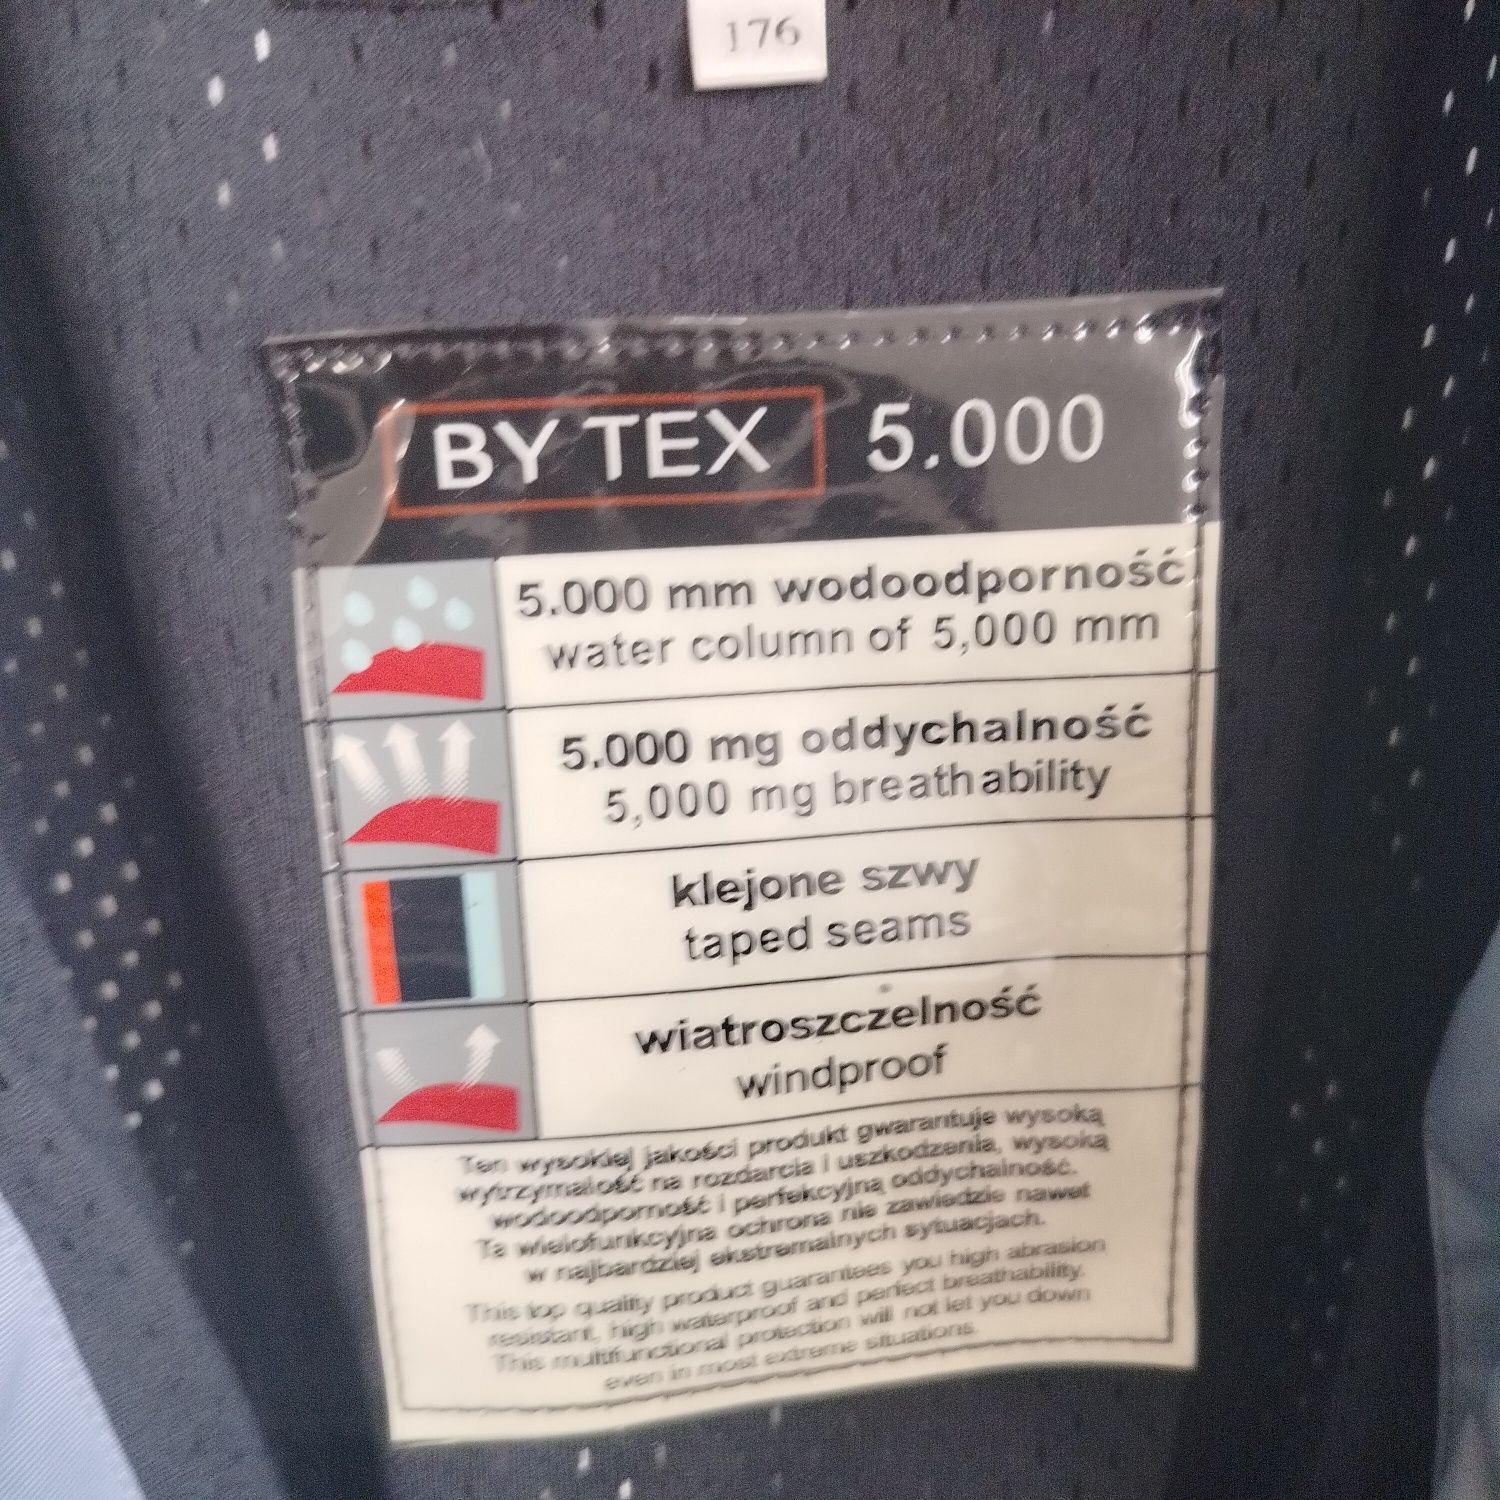 176
BY TEX 5.000
5.000 mm wodoodporność
water column of 5,000 mm
5.000 mg oddychalność
5,000 mg breathability
klejone szwy
taped seams
wiatroszczelność
windproof
Ten wysokiej jakości produkt gwarantuje wysoką
wytrzymałość na rozdarcia i uszkodzenia, wysoką
wodoodporność i perfekcyjną oddychalność.
Ta wielofunkcyjna ochrona nie zawiedzie nawet
w najbardziej ekstremalnych sytuacjach.
This top quality product guarantees you high abrasion
resistant, high waterproof and perfect breathability.
This multifunctional protection will not let you down
even in most extreme situations.